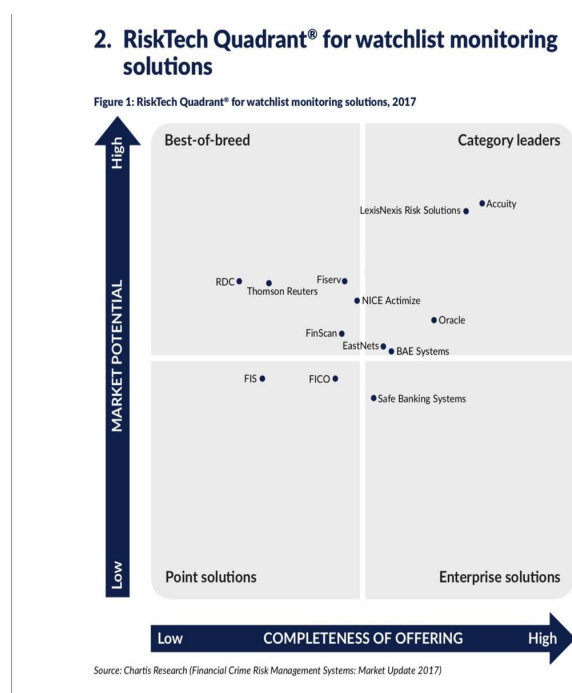 2. RiskTech Quadrant® for watchlist monitoring
solutions
Figure 1: RiskTech Quadrant® for watchlist monitoring solutions, 2017
High
Best-of-breed
Category leaders
Accuity
LexisNexis Risk Solutions
RDC
Thomson Reuters
Fiserv
NICE Actimize
Oracle
FinScan
EastNets
BAE Systems
MARKET POTENTIAL
FIS
FICO
Safe Banking Systems
Low
Point solutions
Enterprise solutions
Low
COMPLETENESS OF OFFERING
High
Source: Chartis Research (Financial Crime Risk Management Systems: Market Update 2017)